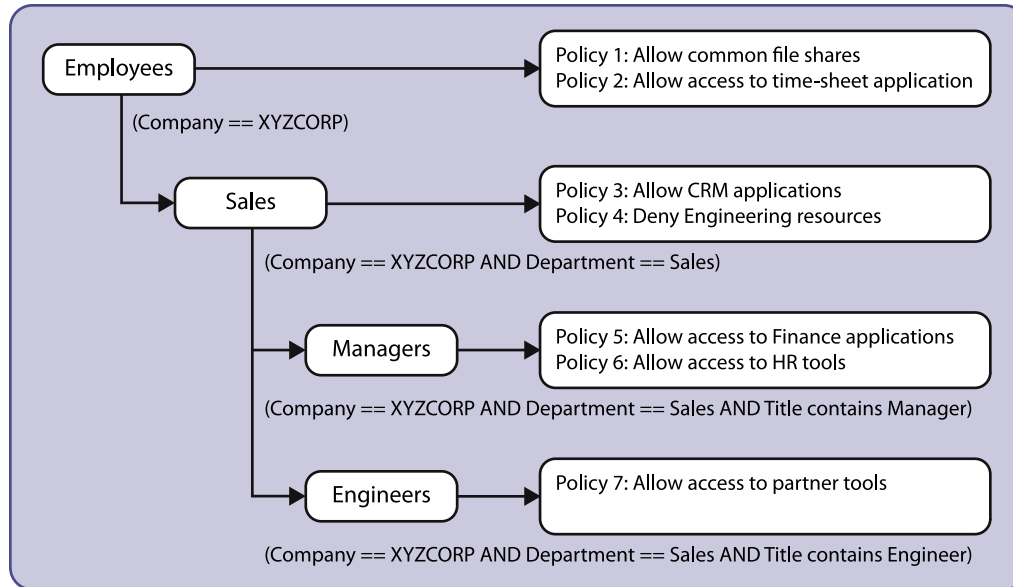 Employees
Policy 1: Allow common file shares
Policy 2: Allow access to time-sheet application
(Company == XYZCORP)
Sales
Policy 3: Allow CRM applications
Policy 4: Deny Engineering resources
(Company == XYZCORP AND Department == Sales)
Managers
Policy 5: Allow access to Finance applications
Policy 6: Allow access to HR tools
(Company == XYZCORP AND Department == Sales AND Title contains Manager)
Engineers
Policy 7: Allow access to partner tools
(Company == XYZCORP AND Department == Sales AND Title contains Engineer)